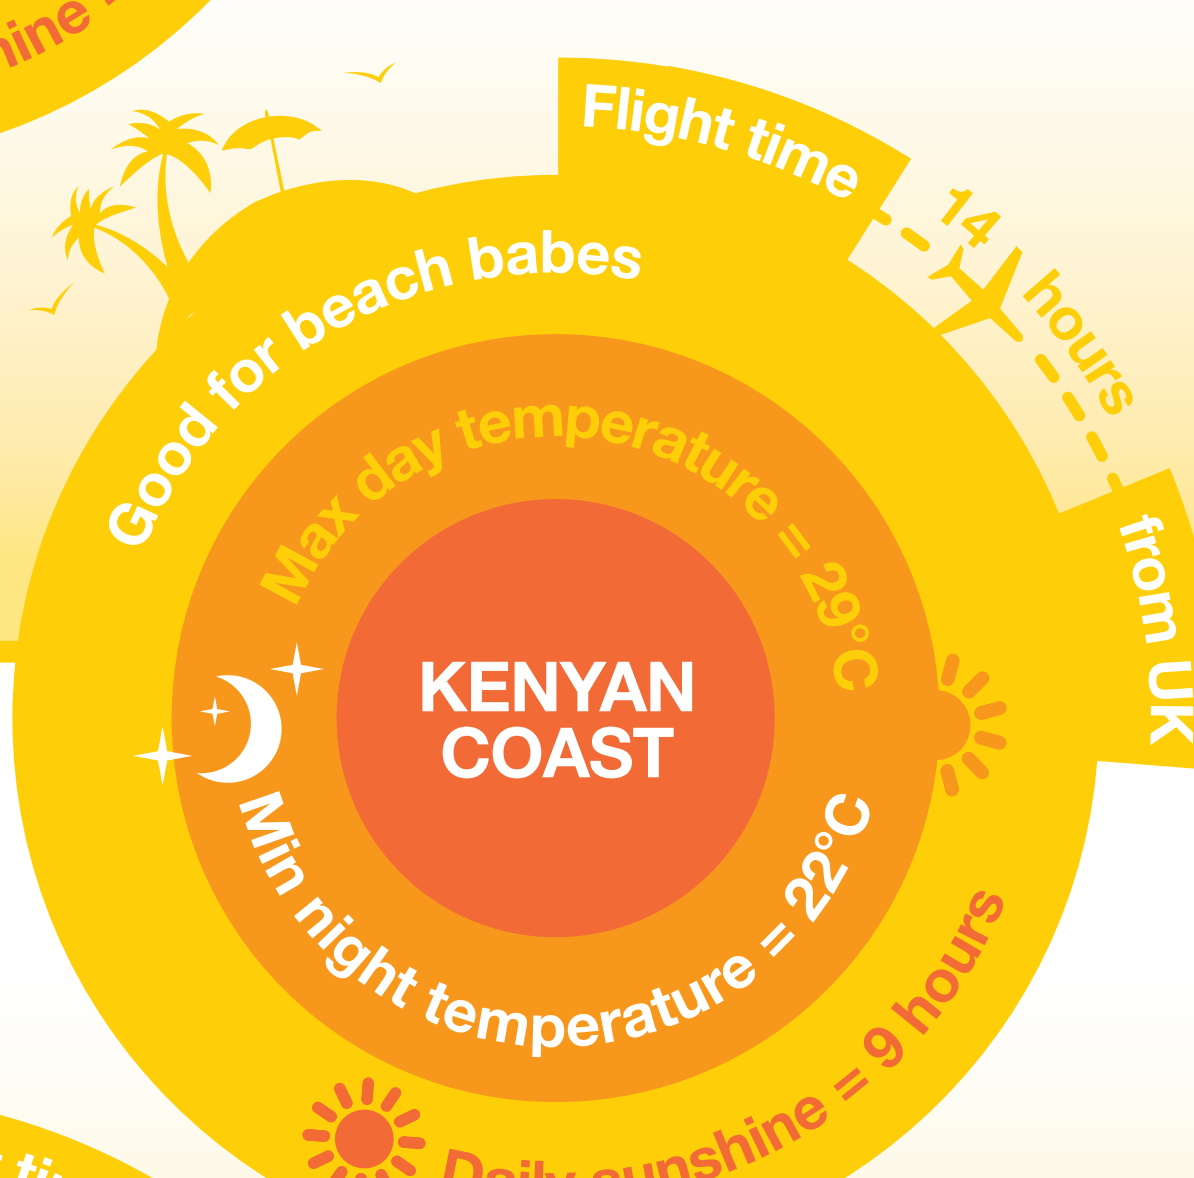 Flight time
14 hours
from UK
Good for beach babes
Max day temperature = 29°C
KENYAN
COAST
Min night temperature = 22°C
Daily sunshine = 9 hours